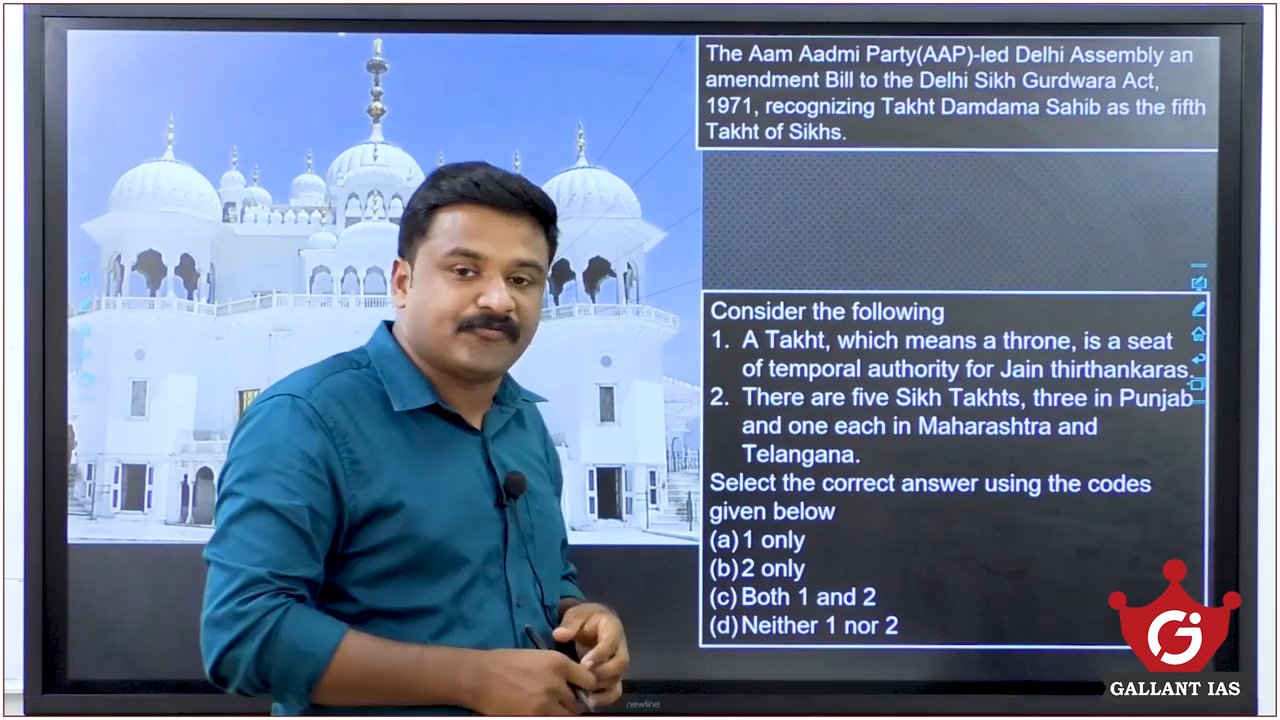 The Aam Aadmi Party(AAP)-led Delhi Assembly an
amendment Bill to the Delhi Sikh Gurdwara Act,
1971, recognizing Takht Damdama Sahib as the fifth
Takht of Sikhs.
Consider the following
1. A Takht, which means a throne, is a seat
of temporal authority for Jain thirthankaras.
2. There are five Sikh Takhts, three in Punjab
and one each in Maharashtra and
Telangana.
Select the correct answer using the codes
given below
(a) 1 only
(b) 2 only
(c) Both 1 and 2
(d) Neither 1 nor 2
GALLANT IAS
newline